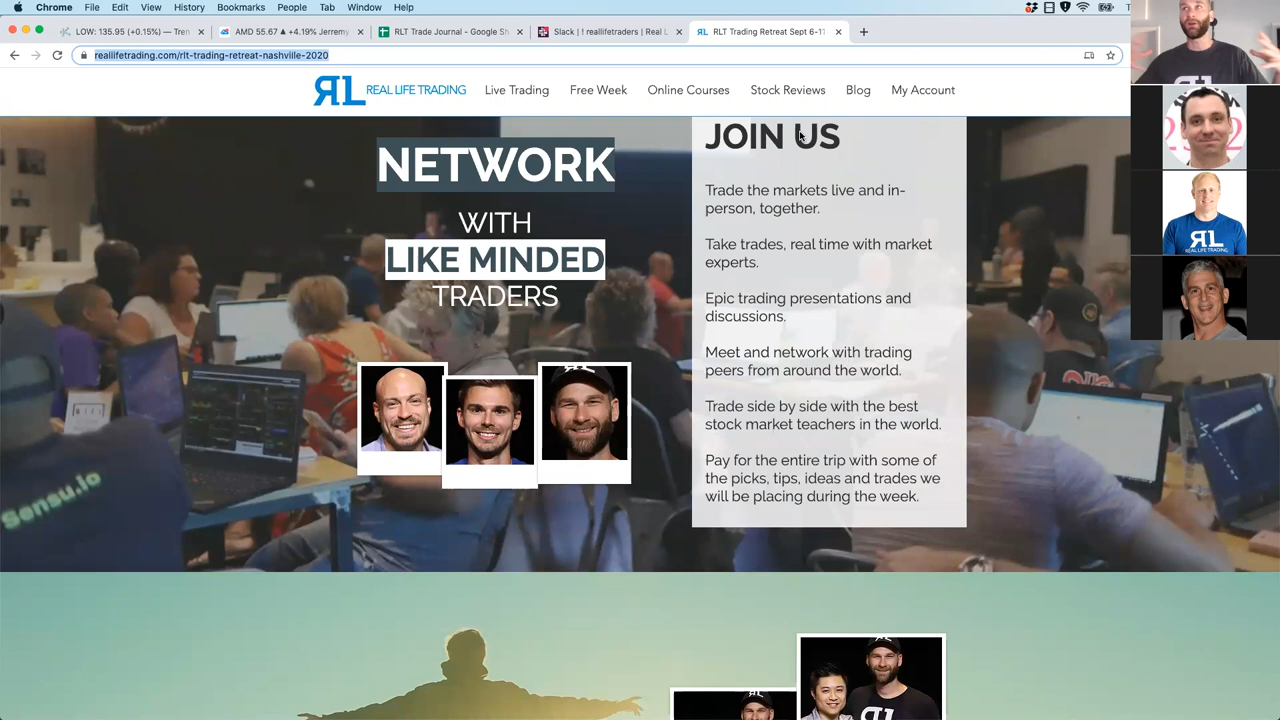 Chrome File Edit View History Bookmarks People Tab Window Help
LOW: 135.95 (+0.15%) — Tren
AMD 55.67 ▲ +4.19% Jeremy
RLT Trade Journal - Google
Slack | ! reallifetraders | Real L
RLT Trading Retreat Sept 6-11
reallifetrading.com/rlt-trading-retreat-nashville-2020
RL REAL LIFE TRADING
Live Trading Free Week Online Courses Stock Reviews Blog My Account
NETWORK
WITH
LIKE MINDED
TRADERS
JOIN US
Trade the markets live and in-
person, together.
Take trades, real time with market
experts.
Epic trading presentations and
discussions.
Meet and network with trading
peers from around the world.
Trade side by side with the best
stock market teachers in the world.
Pay for the entire trip with some of
the picks, tips, ideas and trades we
will be placing during the week.
Sensu.io
RL
REAL LIFE TRADING